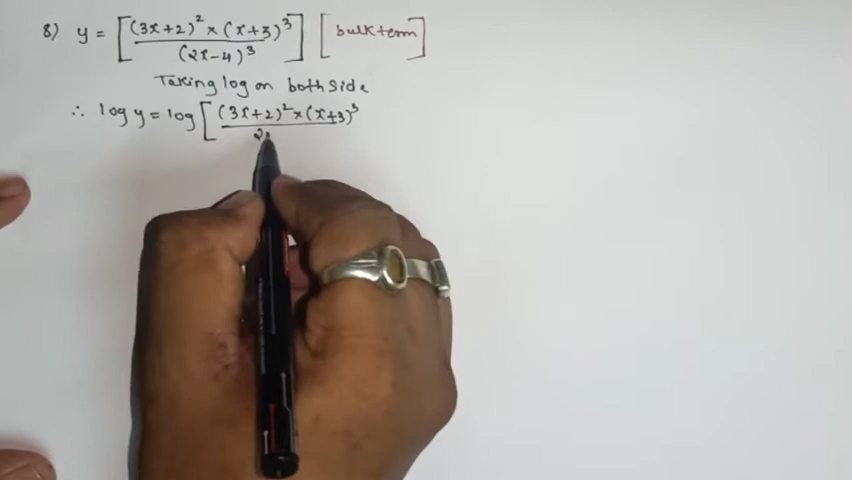 8) y = [(3x+2)² × (x+3)³ / (2x-4)³] [bulk term]
Taking log on both side
∴ log y = log [(3x+2)² × (x+3)³ / 2